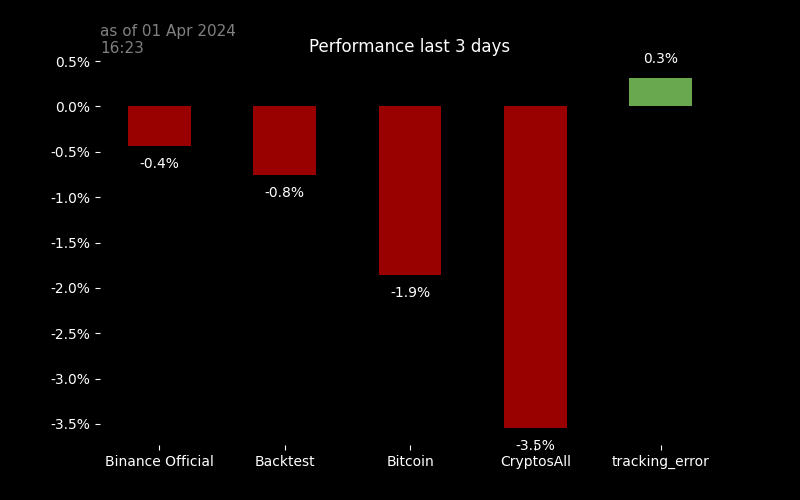 as of 01 Apr 2024
16:23
Performance last 3 days
0.5%
0.0%
-0.5%
-1.0%
-1.5%
-2.0%
-2.5%
-3.0%
-3.5%
-0.4%
-0.8%
-1.9%
-3.5%
0.3%
Binance Official
Backtest
Bitcoin
CryptosAll
tracking_error